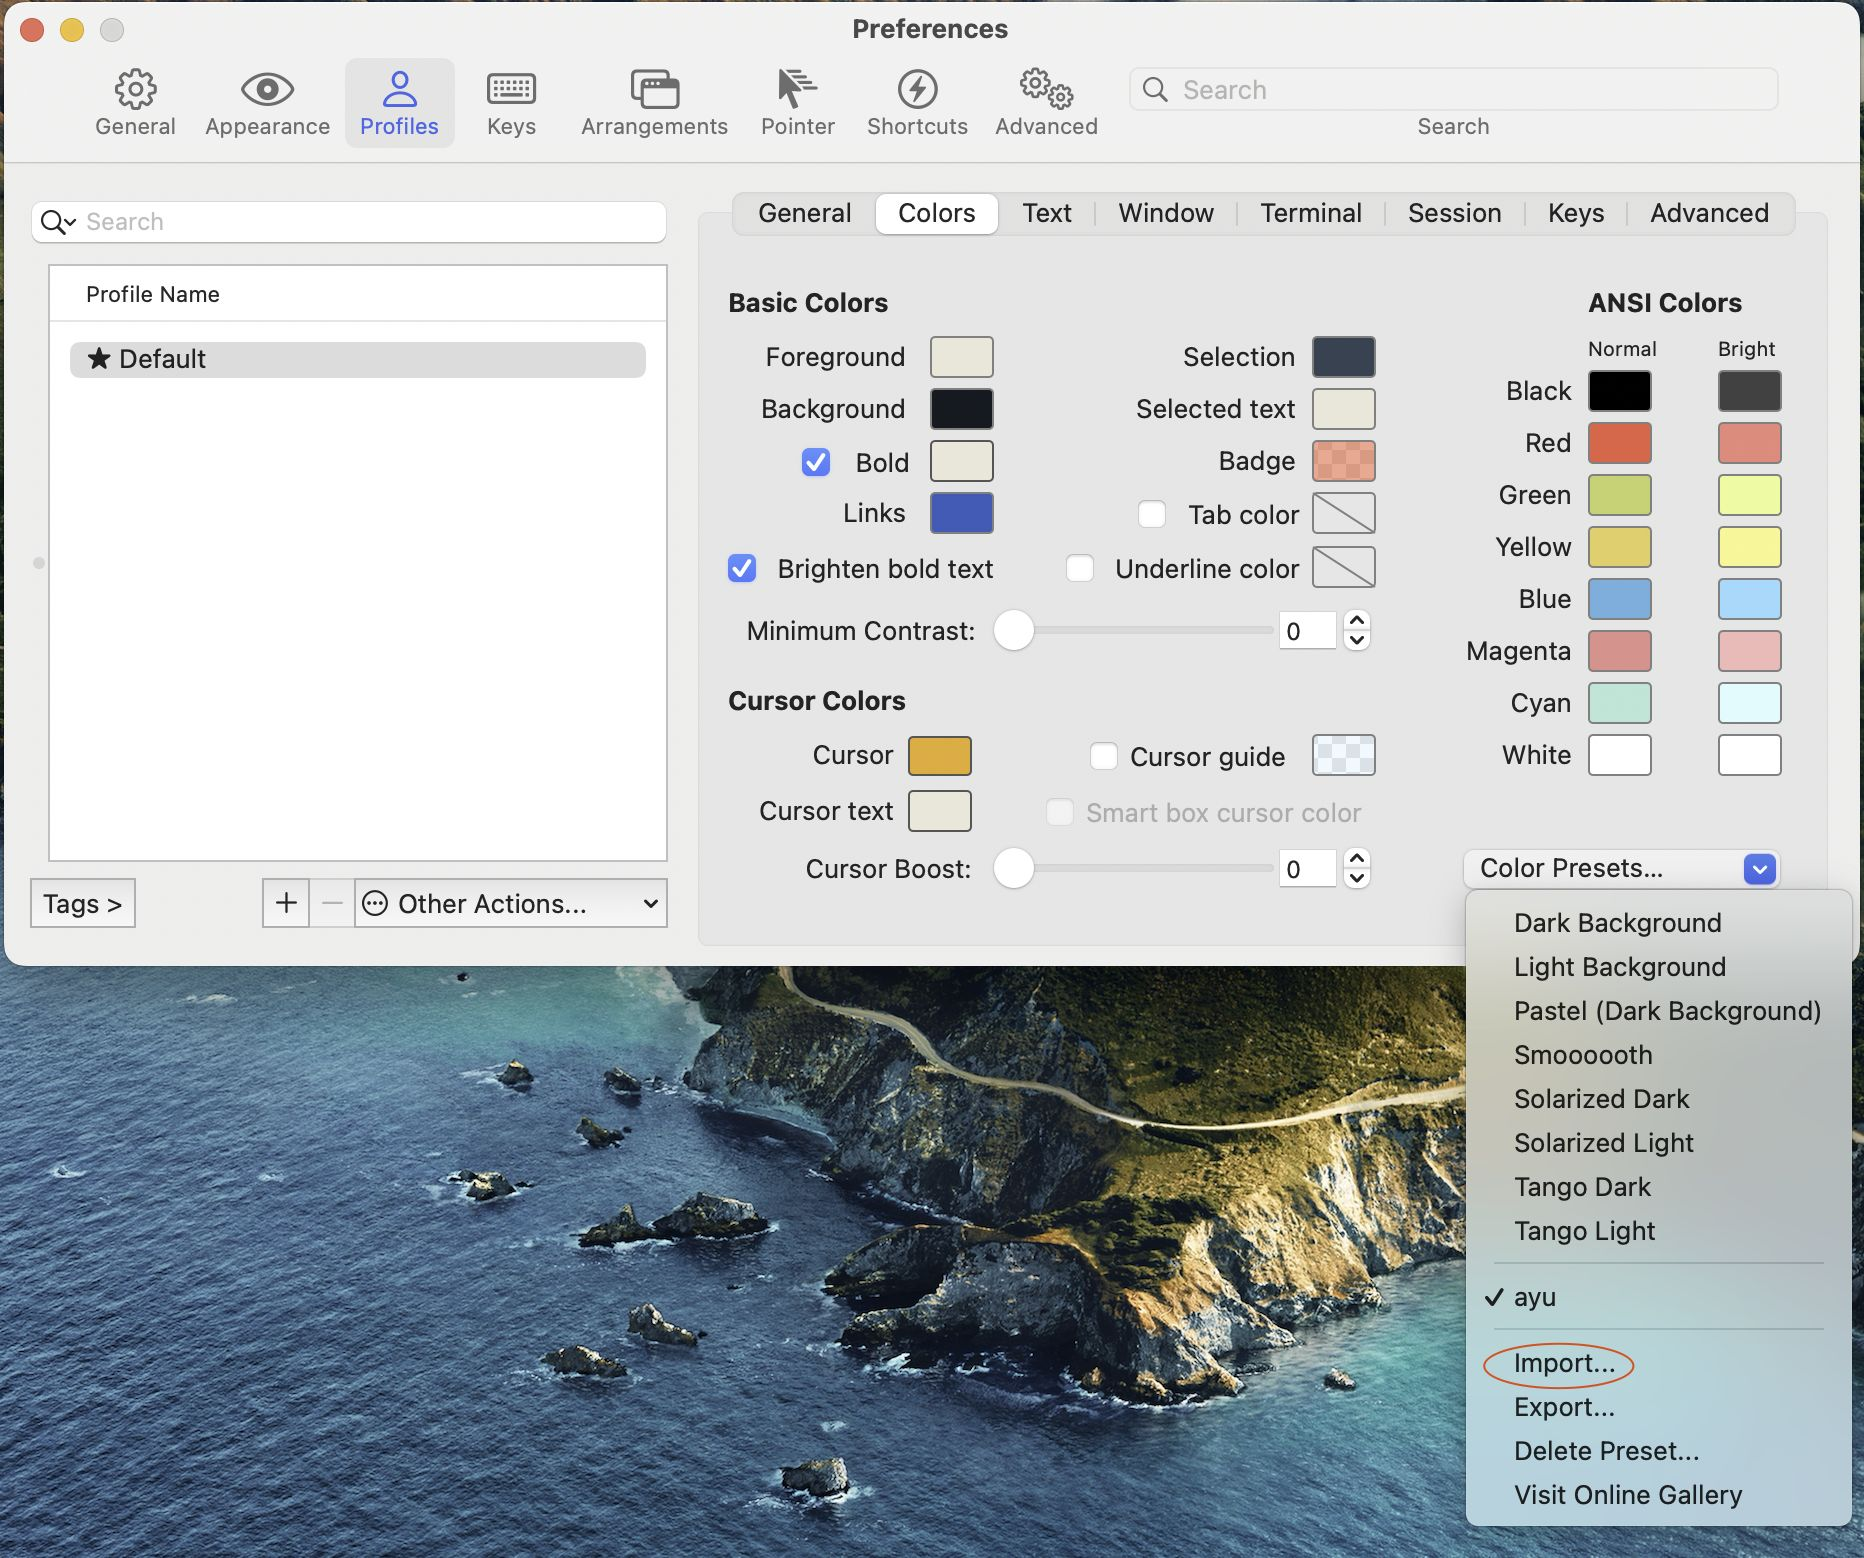 Preferences
General
Appearance
Profiles
Keys
Arrangements
Pointer
Shortcuts
Advanced
Search
Search
Search
Profile Name
Default
Tags >
Other Actions...
General
Colors
Text
Window
Terminal
Session
Keys
Advanced
Basic Colors
Foreground
Background
Bold
Links
Brighten bold text
Selection
Selected text
Badge
Tab color
Underline color
Minimum Contrast:
0
Cursor Colors
Cursor
Cursor text
Cursor guide
Smart box cursor color
Cursor Boost:
0
ANSI Colors
Normal
Bright
Black
Red
Green
Yellow
Blue
Magenta
Cyan
White
Color Presets...
Dark Background
Light Background
Pastel (Dark Background)
Smoooooth
Solarized Dark
Solarized Light
Tango Dark
Tango Light
ayu
Import...
Export...
Delete Preset...
Visit Online Gallery